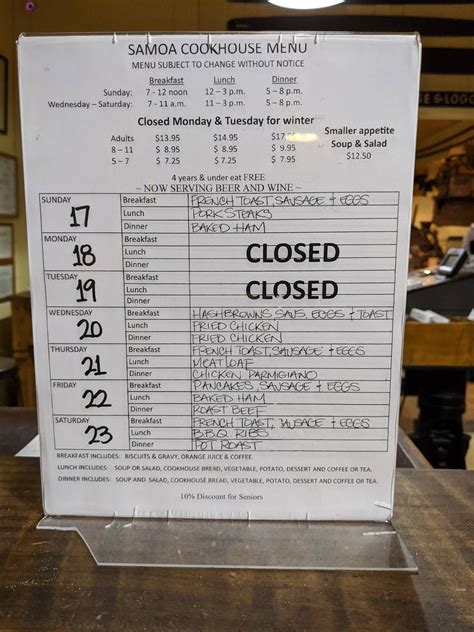 SAMOA COOKHOUSE MENU
MENU SUBJECT TO CHANGE WITHOUT NOTICE
Breakfast Lunch Dinner
Sunday: 7 - 12 noon 12 – 3 p.m. 5 – 8 p.m.
Wednesday – Saturday: 7 - 11 a.m. 11 – 3 p.m. 5 – 8 p.m.
Closed Monday & Tuesday for winter
Adults $13.95 $14.95
8 – 11 $ 8.95 $ 8.95 $ 9.95
5 – 7 $ 7.25 $ 7.25 $ 7.95
Smaller appetite
Soup & Salad
$12.50
4 years & under eat FREE
~ NOW SERVING BEER AND WINE ~
SUNDAY 17
Breakfast FRENCH TOAST, SAUSAGE + EGGS
Lunch PORK STEAKS
Dinner BAKED HAM
MONDAY 18
Breakfast
Lunch CLOSED
Dinner
TUESDAY 19
Breakfast
Lunch CLOSED
Dinner
WEDNESDAY 20
Breakfast HASHBROWNS SAUS, EGGS + TOAST
Lunch FRIED CHICKEN
Dinner FRIED CHICKEN
THURSDAY 21
Breakfast FRENCH TOAST, SAUSAGE + EGGS
Lunch MEATLOAF
Dinner CHICKEN PARMIGIANO
FRIDAY 22
Breakfast PANCAKES, SAUSAGE + EGGS
Lunch BAKED HAM
Dinner ROAST BEEF
SATURDAY 23
Breakfast FRENCH TOAST, SAUSAGE + EGGS
Lunch B.B.Q. RIBS
Dinner POT ROAST
BREAKFAST INCLUDES: BISCUITS & GRAVY, ORANGE JUICE & COFFEE.
LUNCH INCLUDES: SOUP OR SALAD, COOKHOUSE BREAD, VEGETABLE, POTATO, DESSERT AND COFFEE OR TEA.
DINNER INCLUDES: SOUP AND SALAD, COOKHOUSE BREAD, VEGETABLE, POTATO, DESSERT AND COFFEE OR TEA.
10% Discount for Seniors